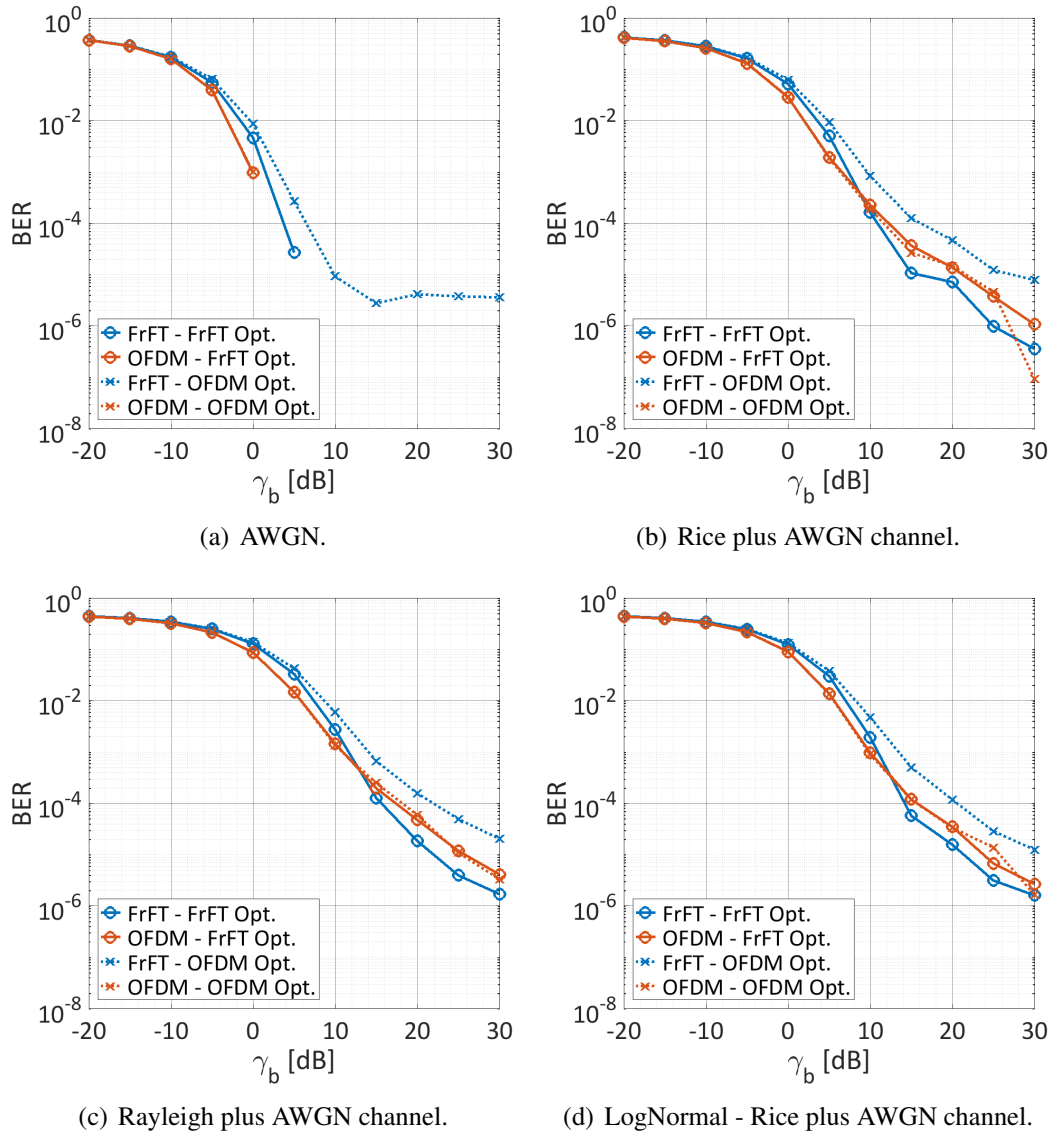 10^0
10^-2
10^-4
10^-6
10^-8
BER
FrFT - FrFT Opt.
OFDM - FrFT Opt.
FrFT - OFDM Opt.
OFDM - OFDM Opt.
-20 -10 0 10 20 30
γ_b [dB]
(a) AWGN.
10^0
10^-2
10^-4
10^-6
10^-8
BER
FrFT - FrFT Opt.
OFDM - FrFT Opt.
FrFT - OFDM Opt.
OFDM - OFDM Opt.
-20 -10 0 10 20 30
γ_b [dB]
(b) Rice plus AWGN channel.
10^0
10^-2
10^-4
10^-6
10^-8
BER
FrFT - FrFT Opt.
OFDM - FrFT Opt.
FrFT - OFDM Opt.
OFDM - OFDM Opt.
-20 -10 0 10 20 30
γ_b [dB]
(c) Rayleigh plus AWGN channel.
10^0
10^-2
10^-4
10^-6
10^-8
BER
FrFT - FrFT Opt.
OFDM - FrFT Opt.
FrFT - OFDM Opt.
OFDM - OFDM Opt.
-20 -10 0 10 20 30
γ_b [dB]
(d) LogNormal - Rice plus AWGN channel.